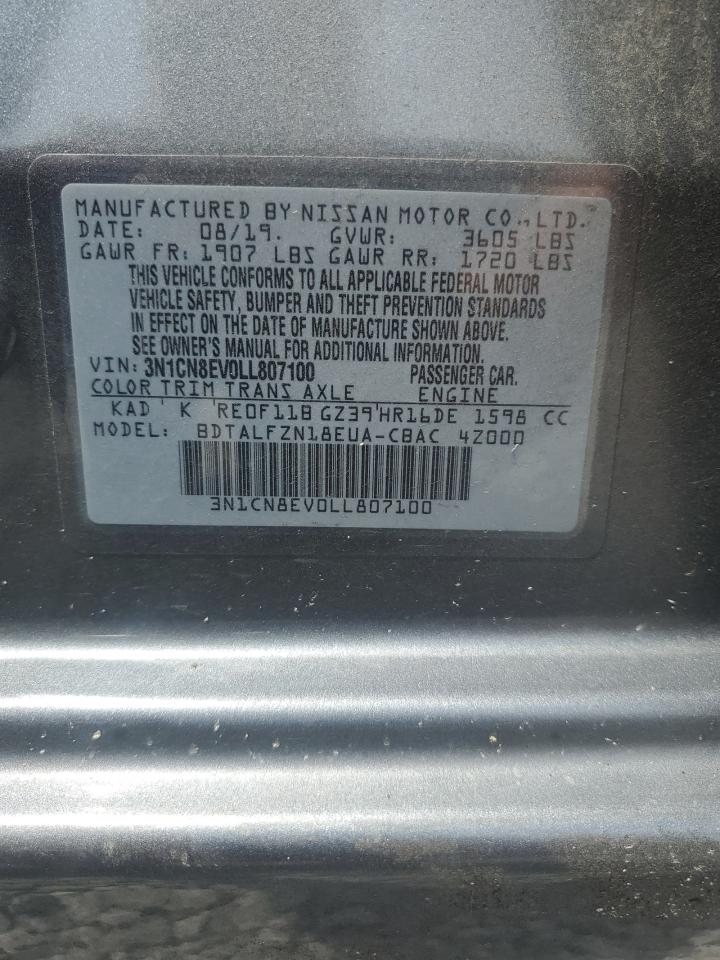 MANUFACTURED BY NISSAN MOTOR CO., LTD.
DATE: 08/19. GVWR: 3605 LBS
GAWR FR: 1907 LBS GAWR RR: 1720 LBS
THIS VEHICLE CONFORMS TO ALL APPLICABLE FEDERAL MOTOR
VEHICLE SAFETY, BUMPER AND THEFT PREVENTION STANDARDS
IN EFFECT ON THE DATE OF MANUFACTURE SHOWN ABOVE.
SEE OWNER'S MANUAL FOR ADDITIONAL INFORMATION.
VIN: 3N1CN8EV0LL807100 PASSENGER CAR.
COLOR TRIM TRANS AXLE ENGINE
KAD K RE0F11B GZ39 HR16DE 1598 CC
MODEL: BDTALFZN18EUA-CBAC 4Z000
3N1CN8EV0LL807100